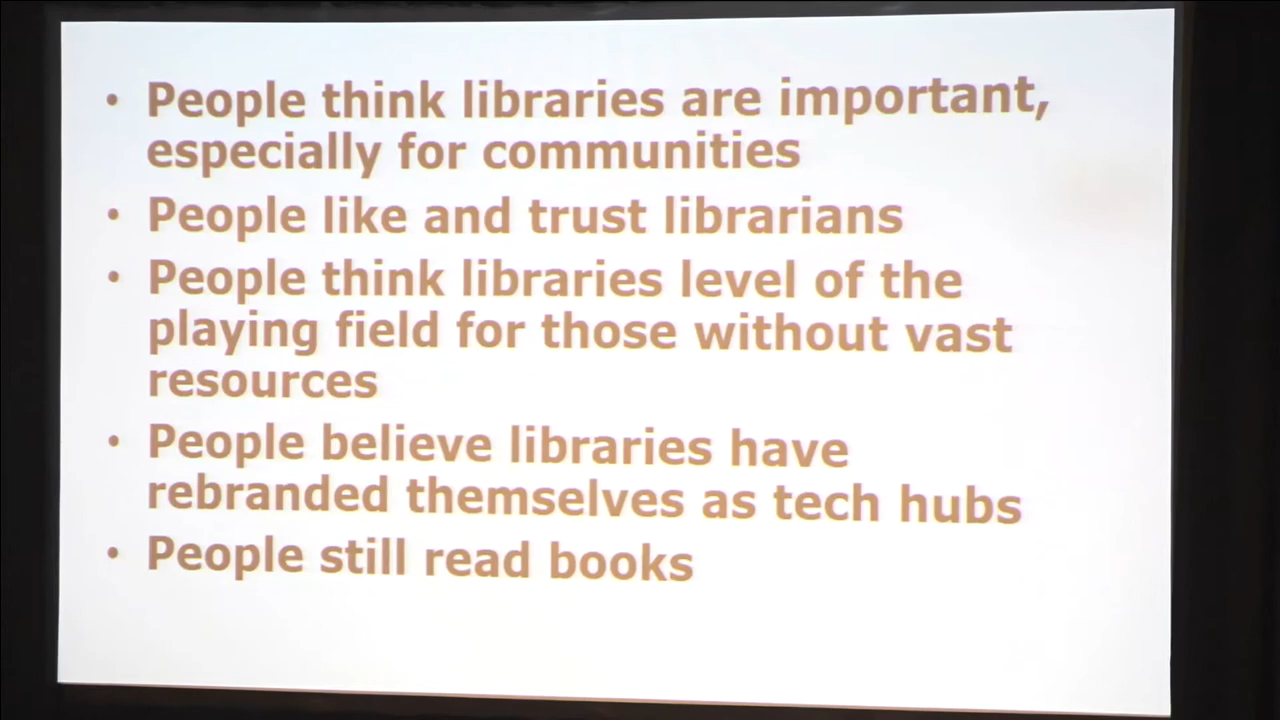 • People think libraries are important,
especially for communities
• People like and trust librarians
• People think libraries level of the
playing field for those without vast
resources
• People believe libraries have
rebranded themselves as tech hubs
• People still read books